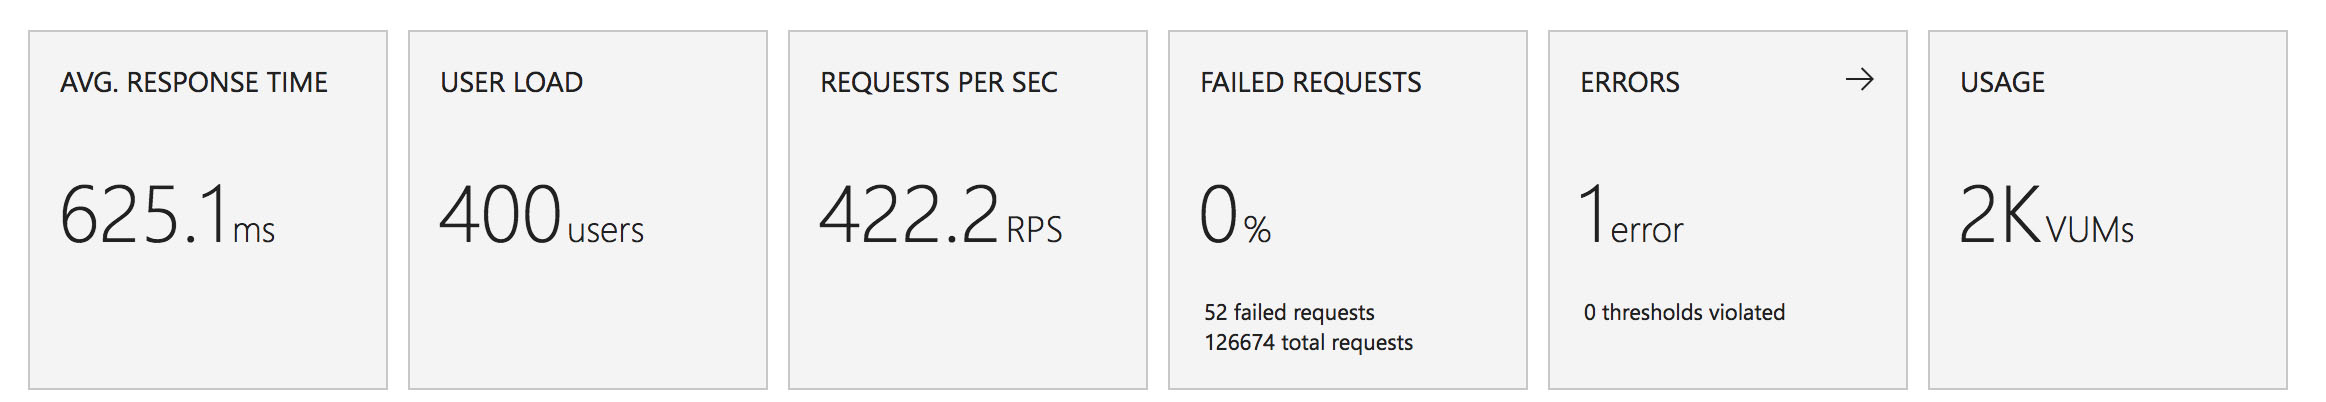 AVG. RESPONSE TIME
625.1ms
USER LOAD
400users
REQUESTS PER SEC
422.2RPS
FAILED REQUESTS
0%
52 failed requests
126674 total requests
ERRORS
1error
0 thresholds violated
USAGE
2KVUMs